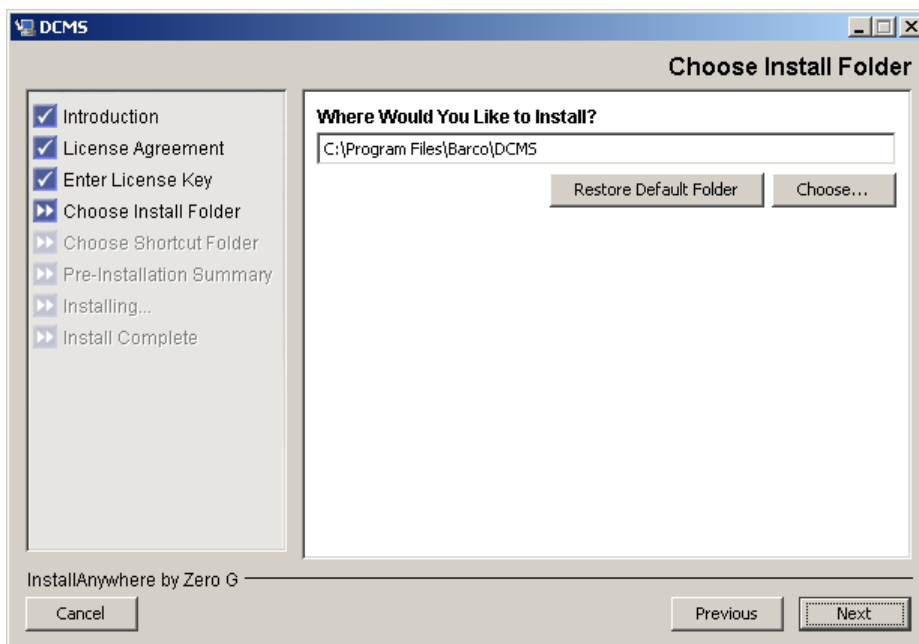 DCMS
Choose Install Folder
Introduction
License Agreement
Enter License Key
Choose Install Folder
Choose Shortcut Folder
Pre-Installation Summary
Installing...
Install Complete
Where Would You Like to Install?
C:\Program Files\Barco\DCMS
Restore Default Folder
Choose...
InstallAnywhere by Zero G
Cancel
Previous
Next